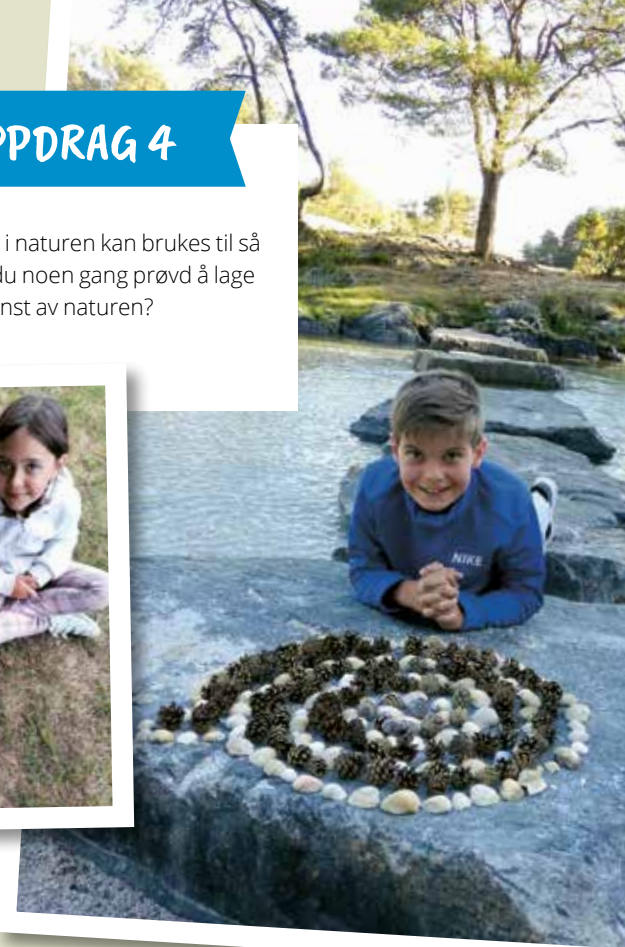 PPDRAG 4
i naturen kan brukes til så
du noen gang prøvd å lage
nst av naturen?
NIKE